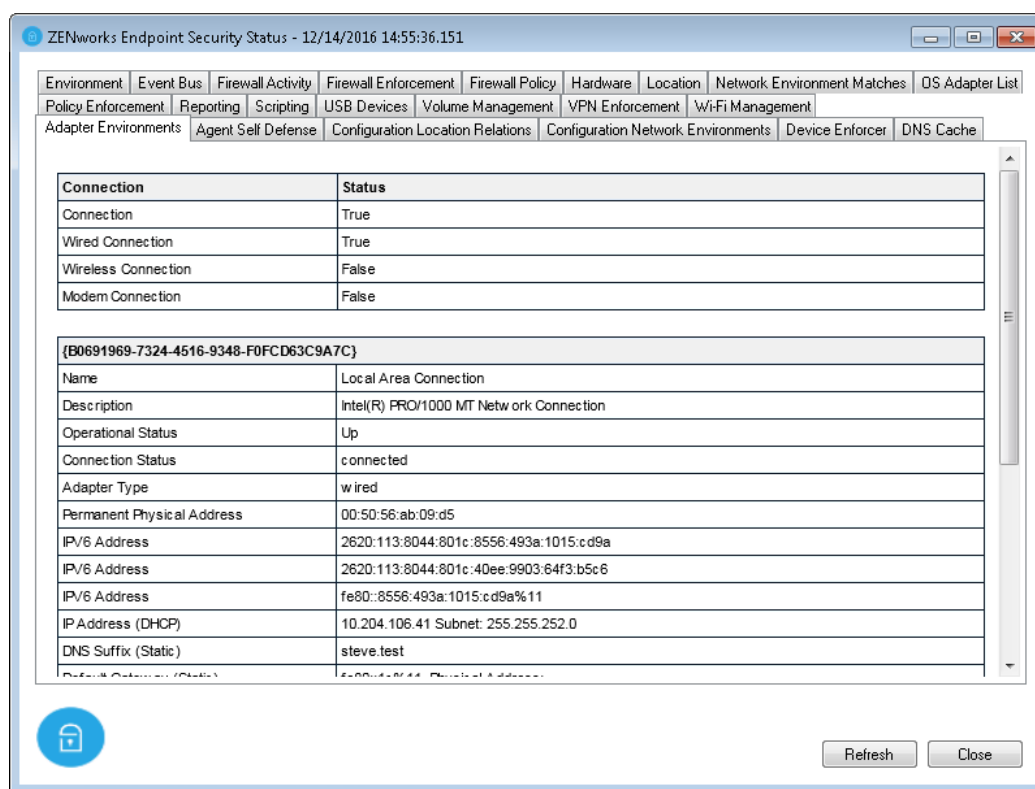 ZENworks Endpoint Security Status - 12/14/2016 14:55:36.151
Environment Event Bus Firewall Activity Firewall Enforcement Firewall Policy Hardware Location Network Environment Matches OS Adapter List
Policy Enforcement Reporting Scripting USB Devices Volume Management VPN Enforcement Wi-Fi Management
Adapter Environments Agent Self Defense Configuration Location Relations Configuration Network Environments Device Enforcer DNS Cache
Connection Status
Connection True
Wired Connection True
Wireless Connection False
Modem Connection False
{B0691969-7324-4516-9348-F0FCD63C9A7C}
Name Local Area Connection
Description Intel(R) PRO/1000 MT Network Connection
Operational Status Up
Connection Status connected
Adapter Type wired
Permanent Physical Address 00:50:56:ab:09:d5
IPV6 Address 2620:113:8044:801c:8556:493a:1015:cd9a
IPV6 Address 2620:113:8044:801c:40ee:9903:64f3:b5c6
IPV6 Address fe80::8556:493a:1015:cd9a%11
IP Address (DHCP) 10.204.106.41 Subnet: 255.255.252.0
DNS Suffix (Static) steve.test
Default Gateway (Static) Physical Address:
Refresh Close